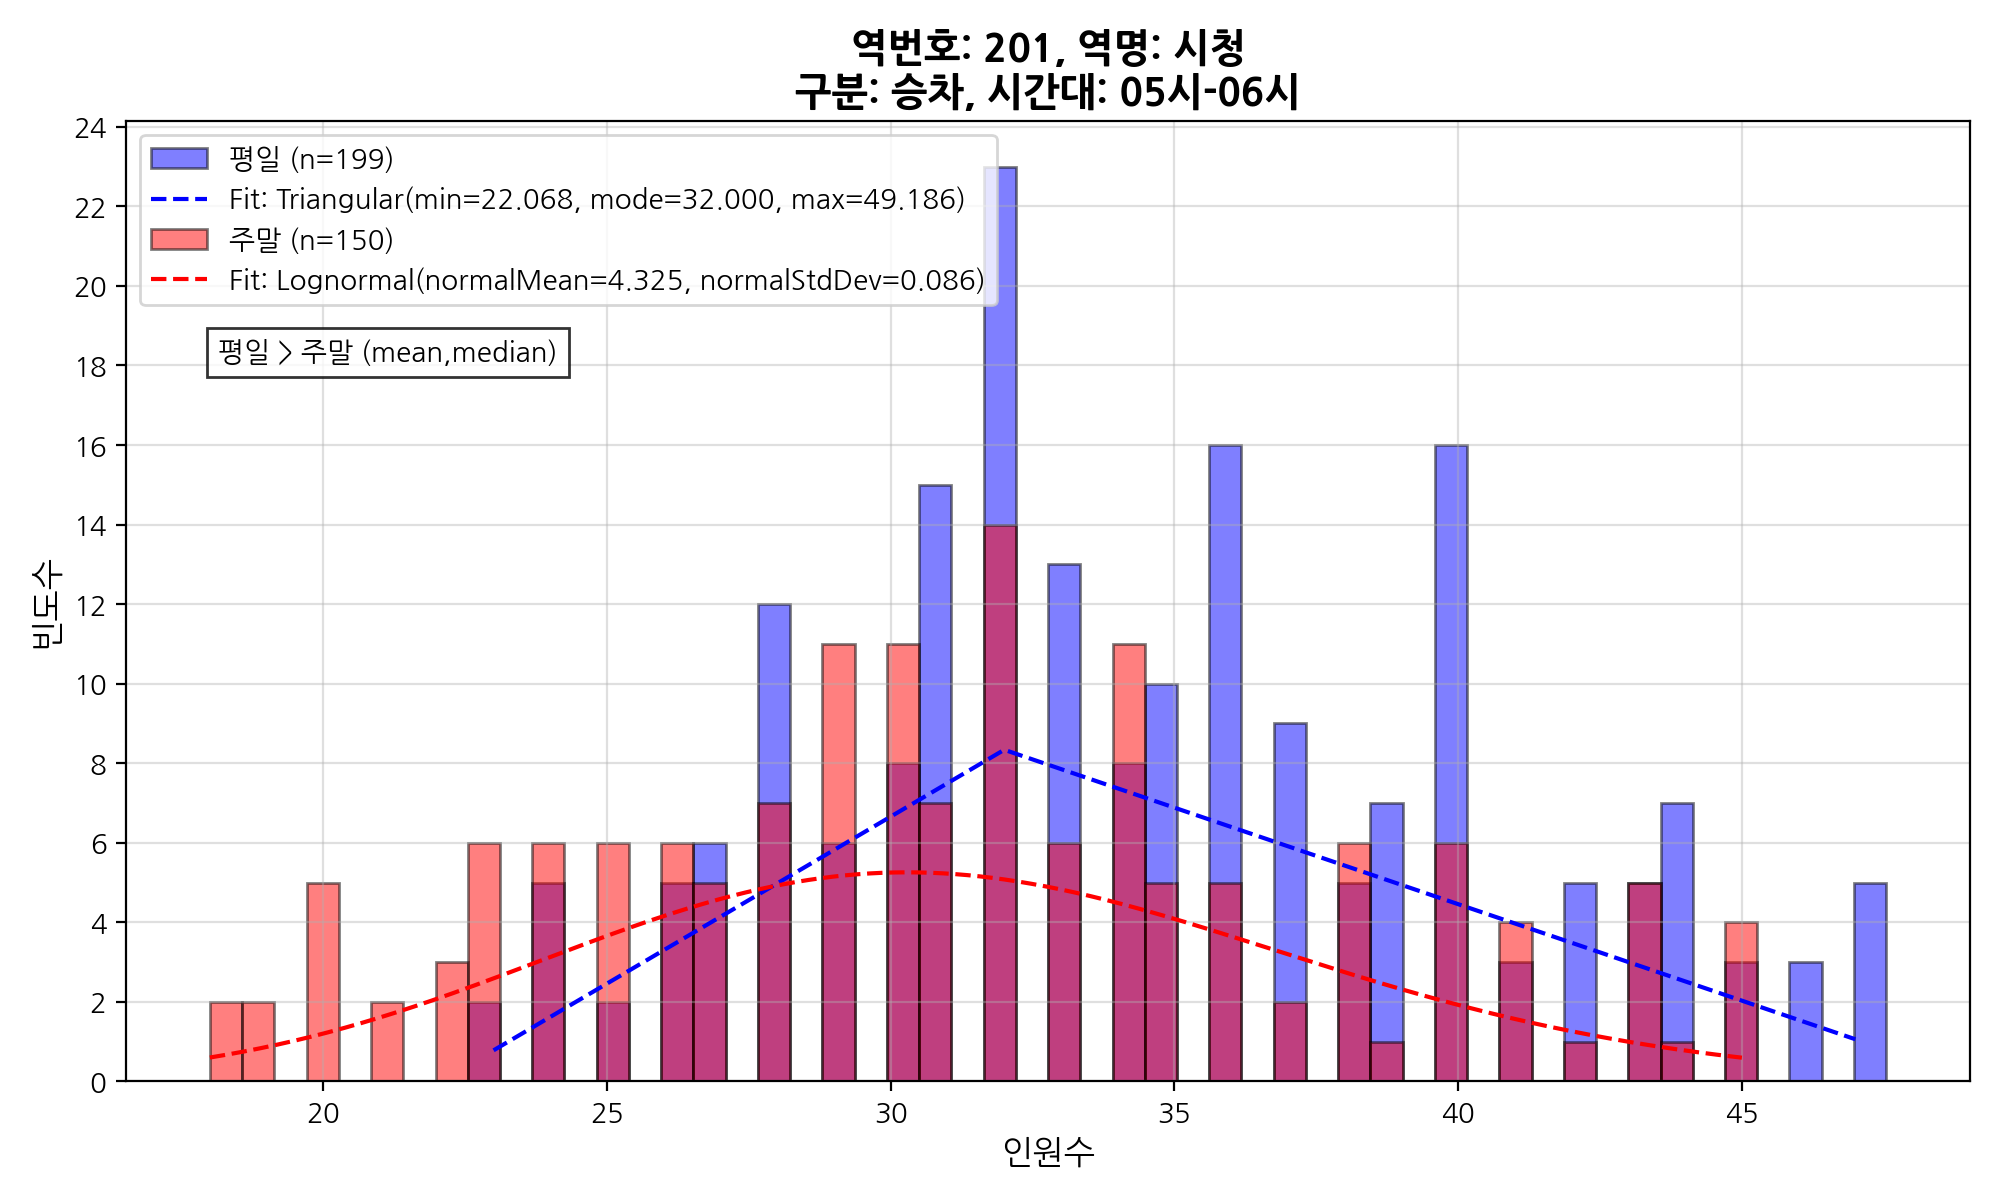 역번호: 201, 역명: 시청
구분: 승차, 시간대: 05시-06시
평일 (n=199)
Fit: Triangular(min=22.068, mode=32.000, max=49.186)
주말 (n=150)
Fit: Lognormal(normalMean=4.325, normalStdDev=0.086)
평일 > 주말 (mean,median)
빈도수
24
22
20
18
16
14
12
10
8
6
4
2
0
20 25 30 35 40 45
인원수